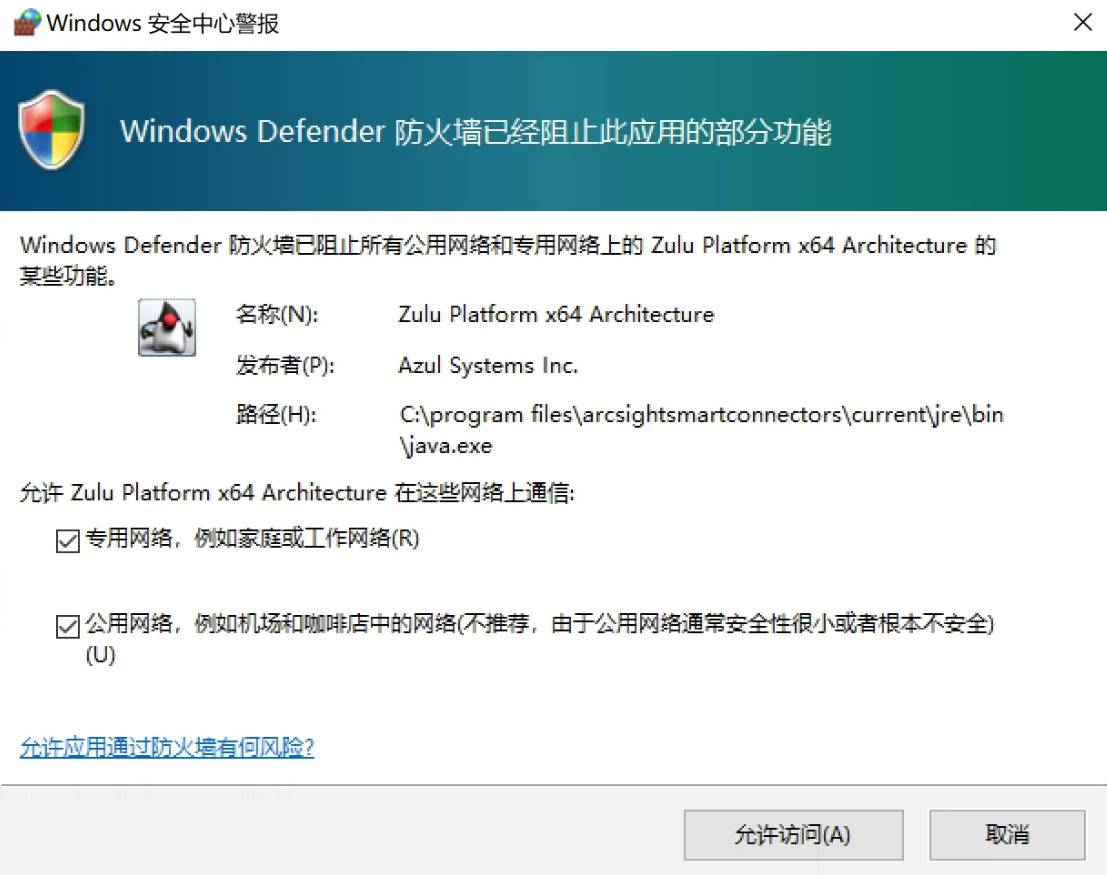 Windows 安全中心警报
Windows Defender 防火墙已经阻止此应用的部分功能
Windows Defender 防火墙已阻止所有公用网络和专用网络上的 Zulu Platform x64 Architecture 的
某些功能。
名称(N): Zulu Platform x64 Architecture
发布者(P): Azul Systems Inc.
路径(H): C:\program files\arcsightsmartconnectors\current\jre\bin
\java.exe
允许 Zulu Platform x64 Architecture 在这些网络上通信:
专用网络，例如家庭或工作网络(R)
公用网络，例如机场和咖啡店中的网络(不推荐，由于公用网络通常安全性很小或者根本不安全)
(U)
允许应用通过防火墙有何风险?
允许访问(A) 取消